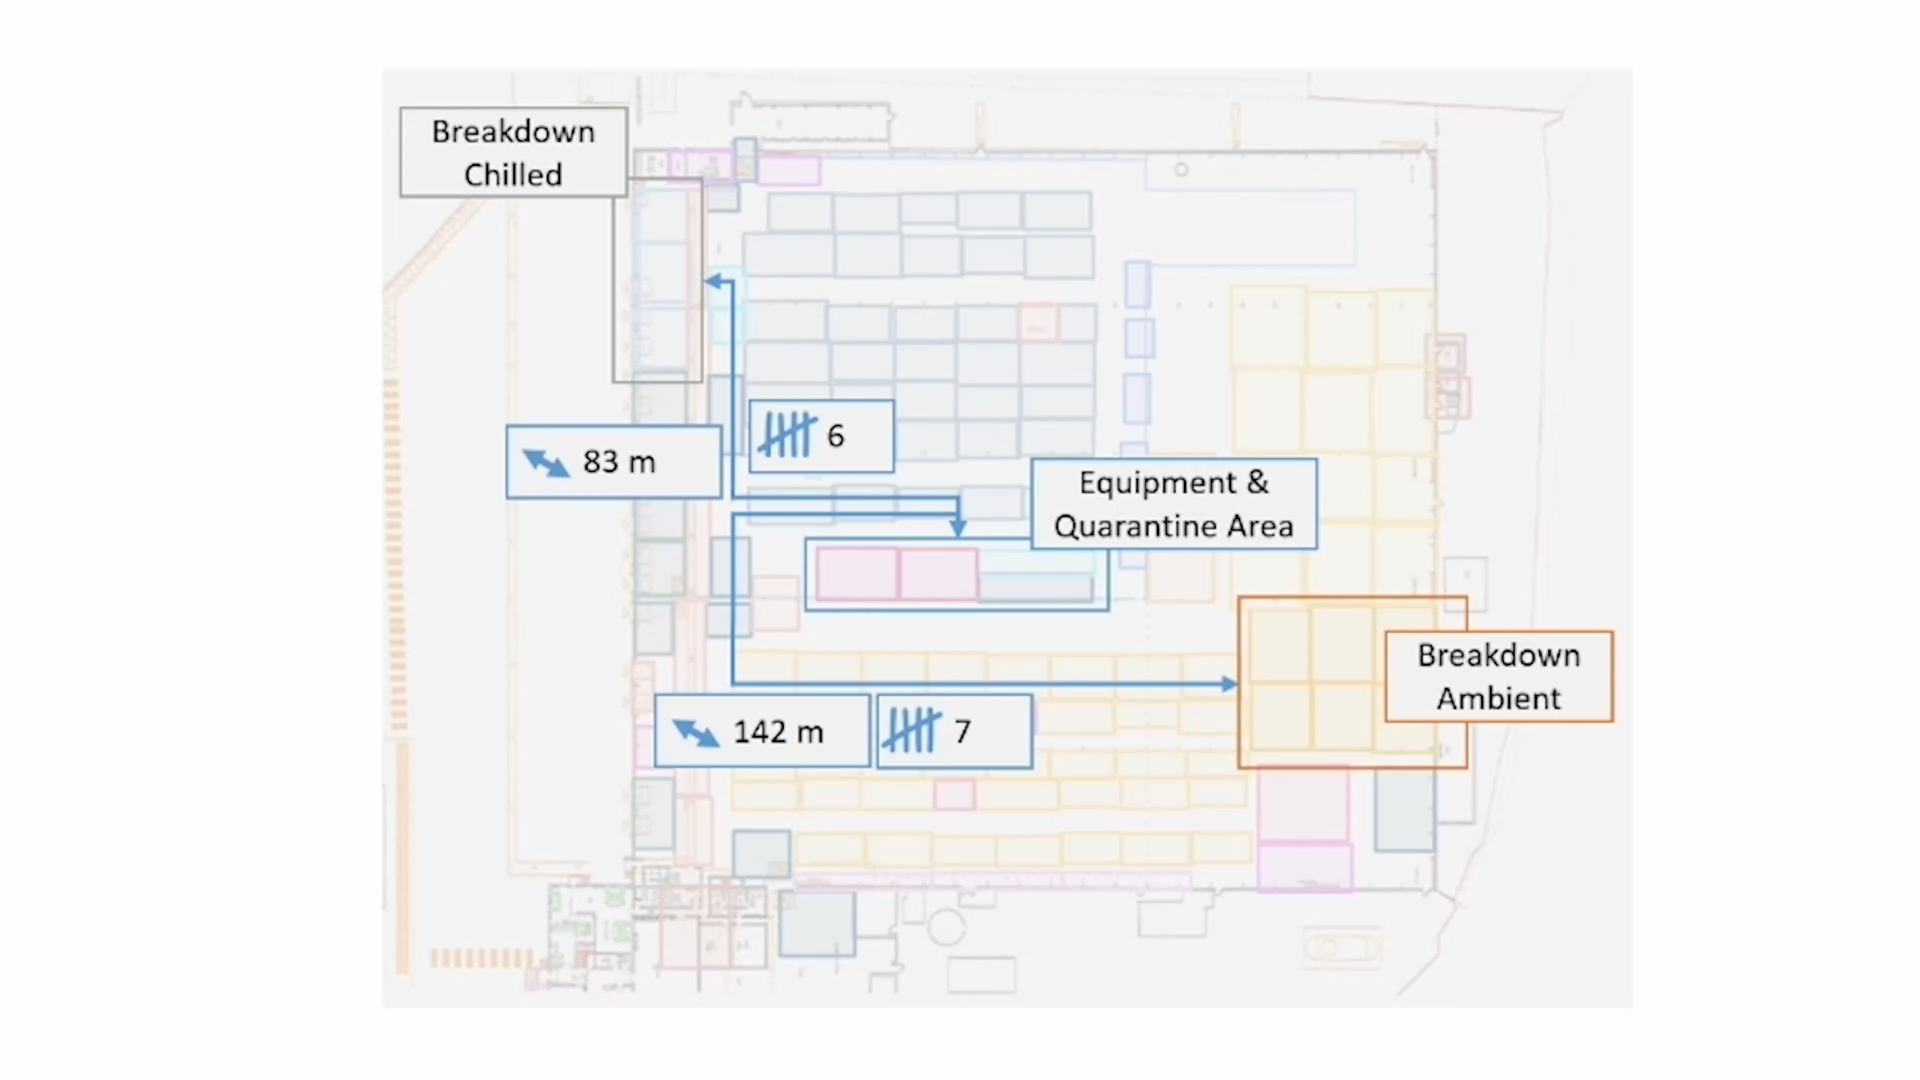 Breakdown
Chilled
6
83 m
Equipment &
Quarantine Area
Breakdown
Ambient
142 m
7